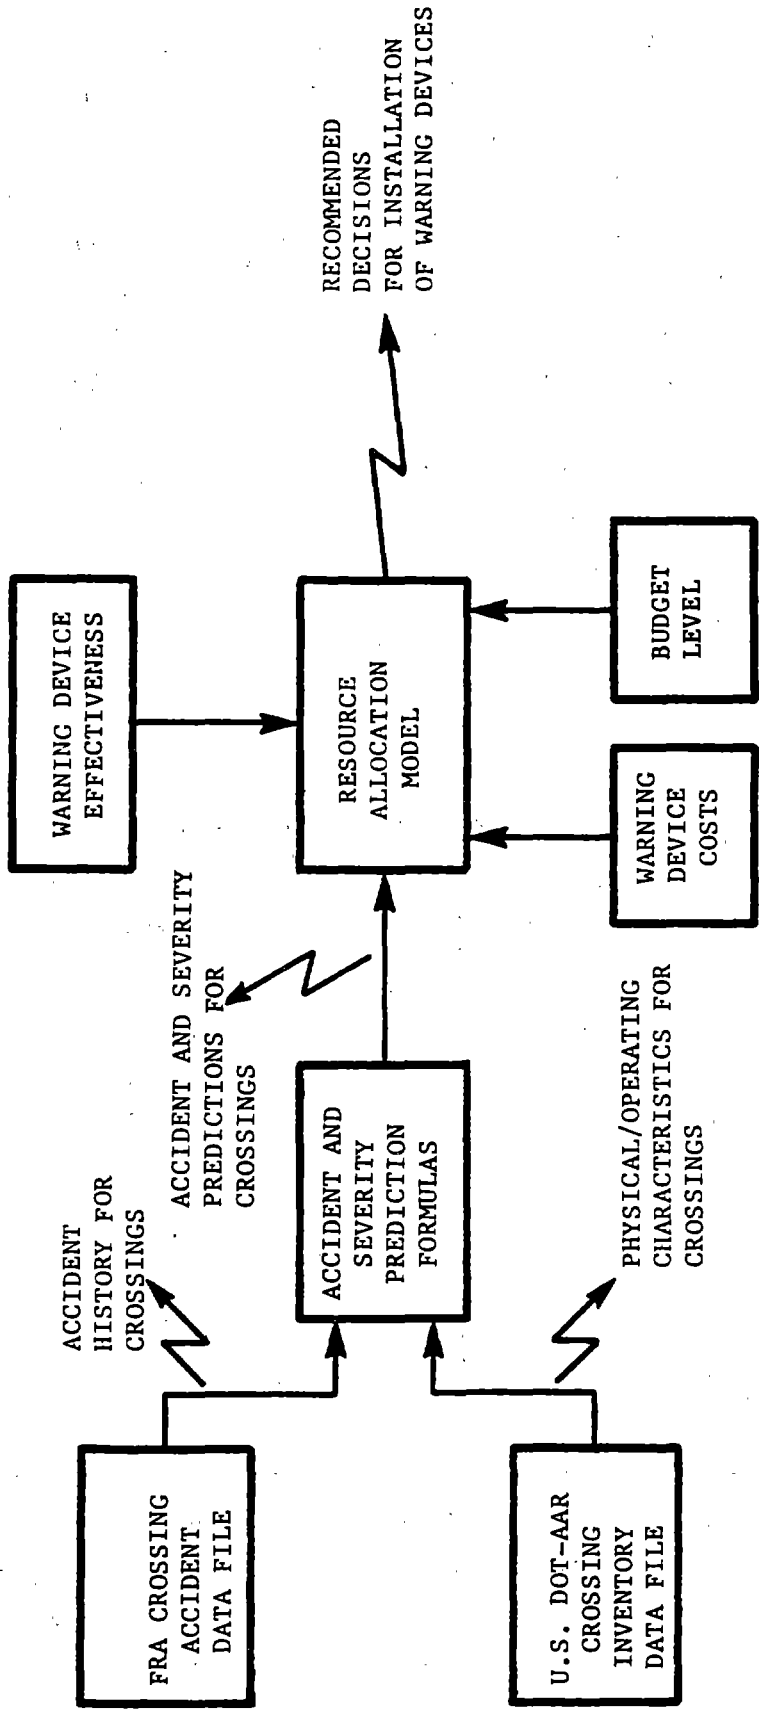 FRA CROSSING
ACCIDENT
DATA FILE
U.S. DOT-AAR
CROSSING
INVENTORY
DATA FILE
ACCIDENT
HISTORY FOR
CROSSINGS
PHYSICAL/OPERATING
CHARACTERISTICS FOR
CROSSINGS
ACCIDENT AND
SEVERITY
PREDICTION
FORMULAS
ACCIDENT AND SEVERITY
PREDICTIONS FOR
CROSSINGS
WARNING DEVICE
EFFECTIVENESS
RESOURCE
ALLOCATION
MODEL
WARNING
DEVICE
COSTS
BUDGET
LEVEL
RECOMMENDED
DECISIONS
FOR INSTALLATION
OF WARNING DEVICES